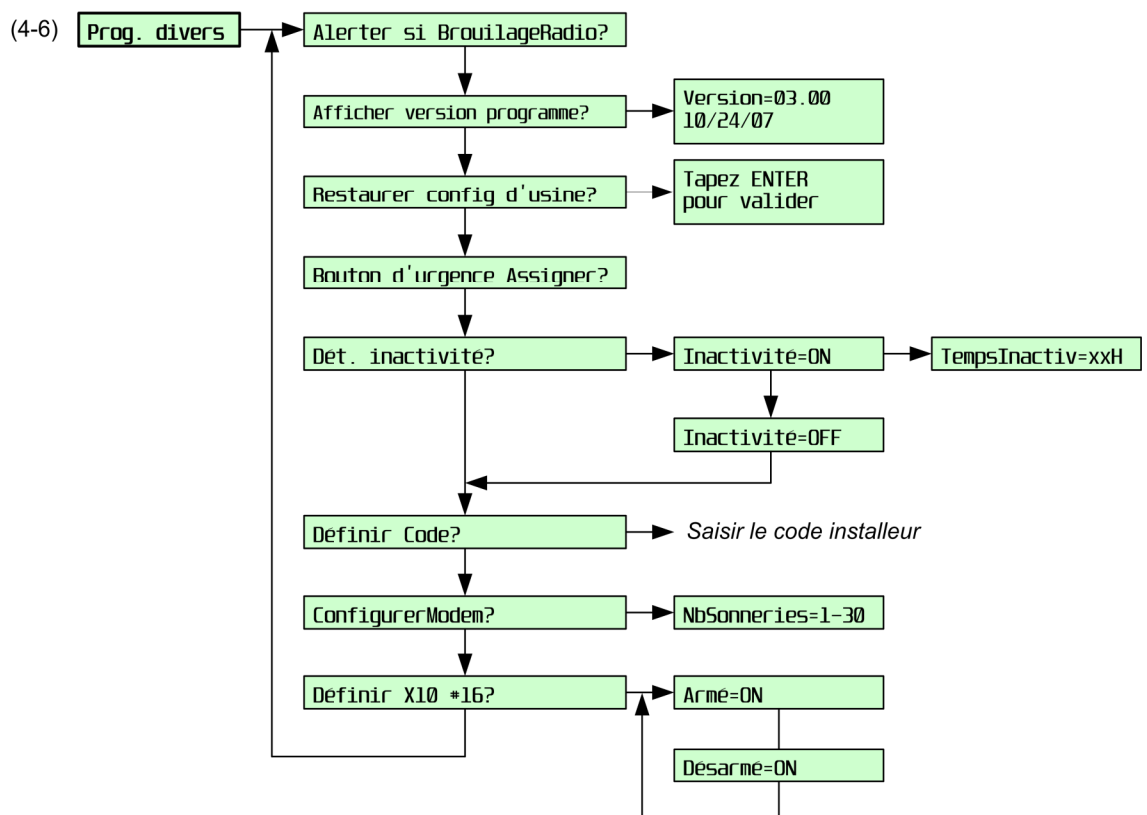 (4-6)
Prog. divers
Alerter si BrouilageRadio?
Afficher version programme?
Version=03.00
10/24/07
Restaurer config d'usine?
Tapez ENTER
pour valider
Bouton d'urgence Assigner?
Dét. inactivité?
Inactivité=ON
TempsInactiv=xxH
Inactivité=OFF
Définir Code?
Saisir le code installeur
ConfigurerModem?
NbSonneries=1-30
Définir X10 #16?
Armé=ON
Désarmé=ON